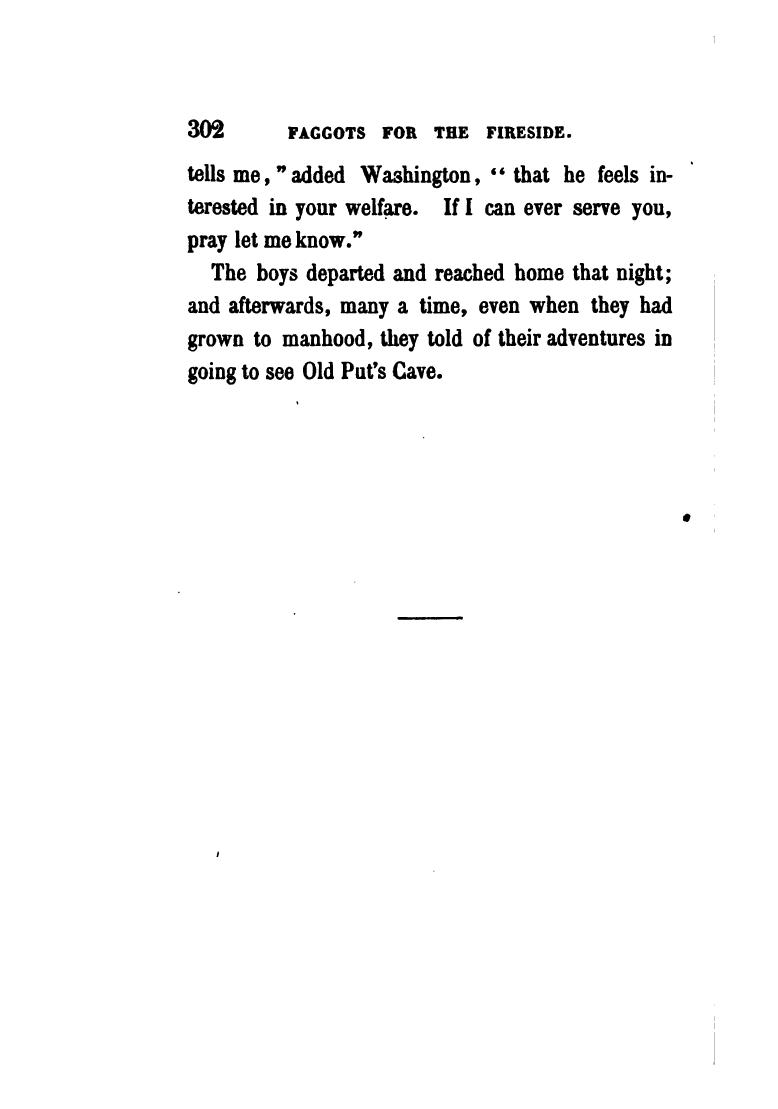 302 FAGGOTS FOR THE FIRESIDE.
tells me, " added Washington, “ that he feels in-
terested in your welfare. If I can ever serve you,
pray let me know.”
The boys departed and reached home that night;
and afterwards, many a time, even when they had
grown to manhood, they told of their adventures in
going to see Old Put's Cave.